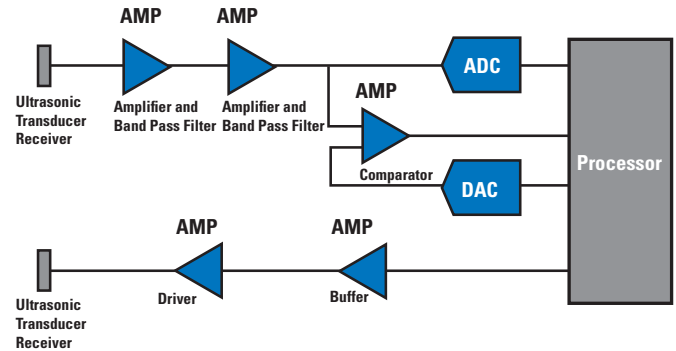 AMP
AMP
ADC
Ultrasonic
Transducer
Receiver
Amplifier and
Band Pass Filter
Amplifier and
Band Pass Filter
AMP
Comparator
DAC
Processor
AMP
AMP
Driver
Buffer
Ultrasonic
Transducer
Receiver